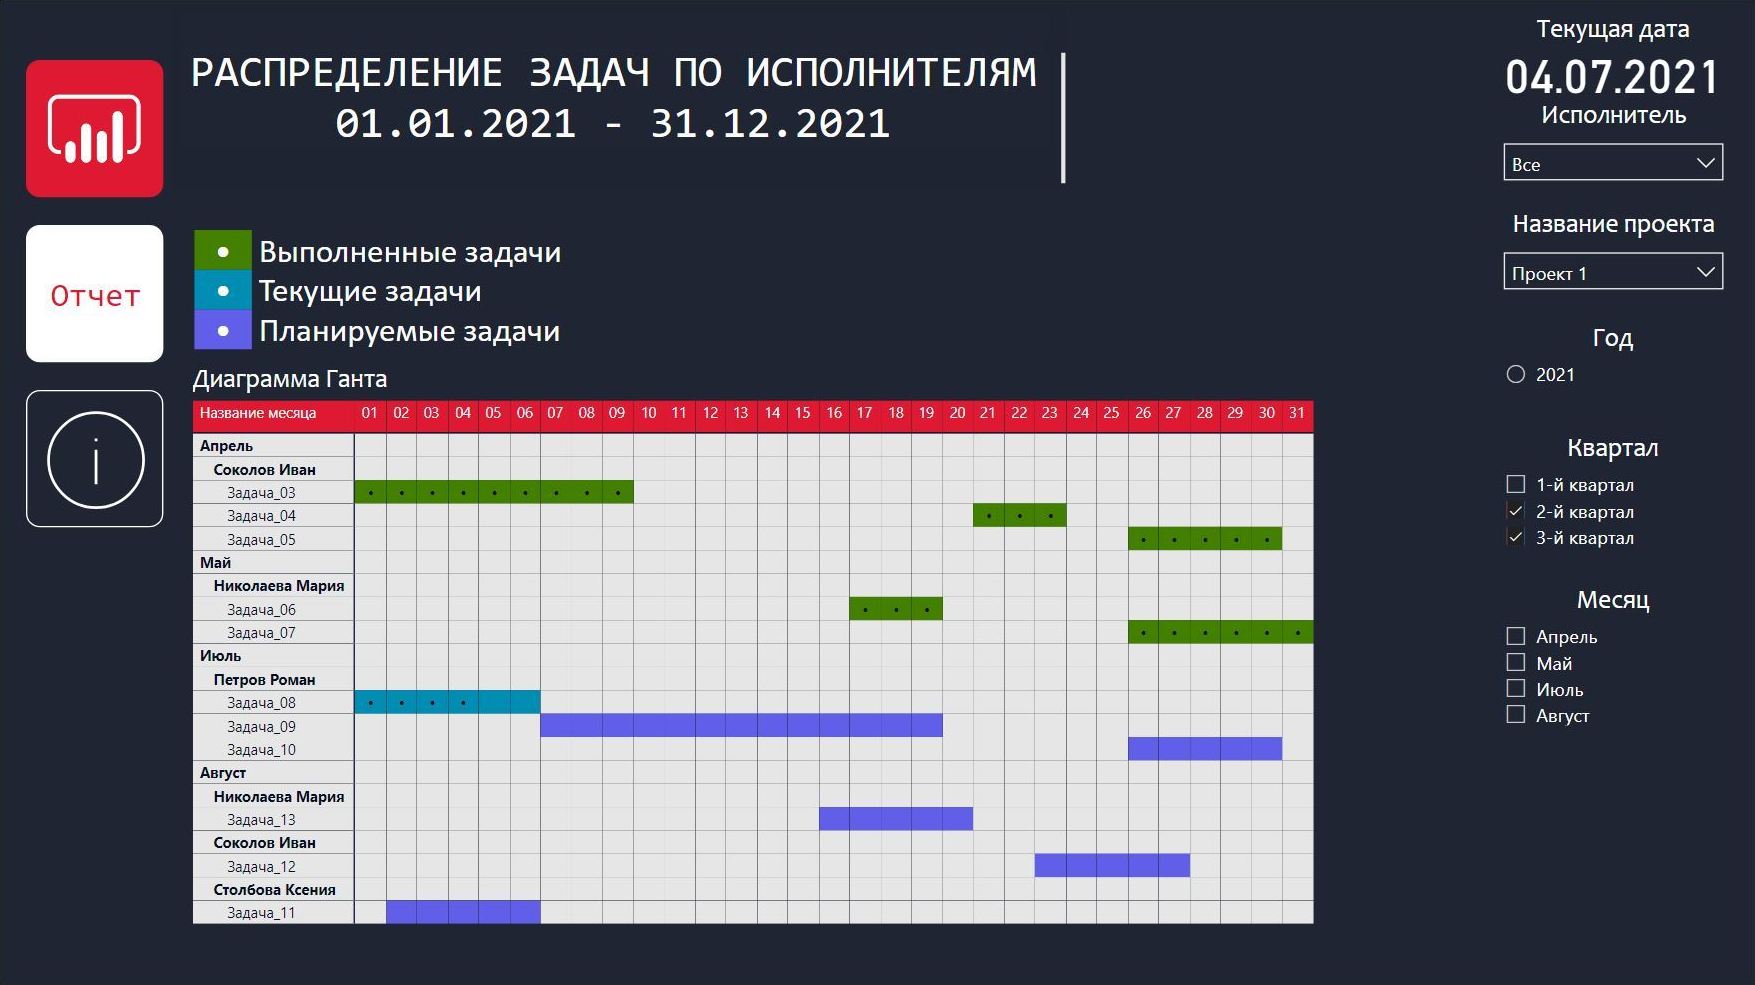 РАСПРЕДЕЛЕНИЕ ЗАДАЧ ПО ИСПОЛНИТЕЛЯМ
01.01.2021 - 31.12.2021
Текущая дата
04.07.2021
Исполнитель
Все
Название проекта
Проект 1
Год
2021
Квартал
1-й квартал
2-й квартал
3-й квартал
Месяц
Апрель
Май
Июль
Август
Отчет
i
Выполненные задачи
Текущие задачи
Планируемые задачи
Диаграмма Ганта
Название месяца 01 02 03 04 05 06 07 08 09 10 11 12 13 14 15 16 17 18 19 20 21 22 23 24 25 26 27 28 29 30 31
Апрель
Соколов Иван
Задача_03
Задача_04
Задача_05
Май
Николаева Мария
Задача_06
Задача_07
Июль
Петров Роман
Задача_08
Задача_09
Задача_10
Август
Николаева Мария
Задача_13
Соколов Иван
Задача_12
Столбова Ксения
Задача_11